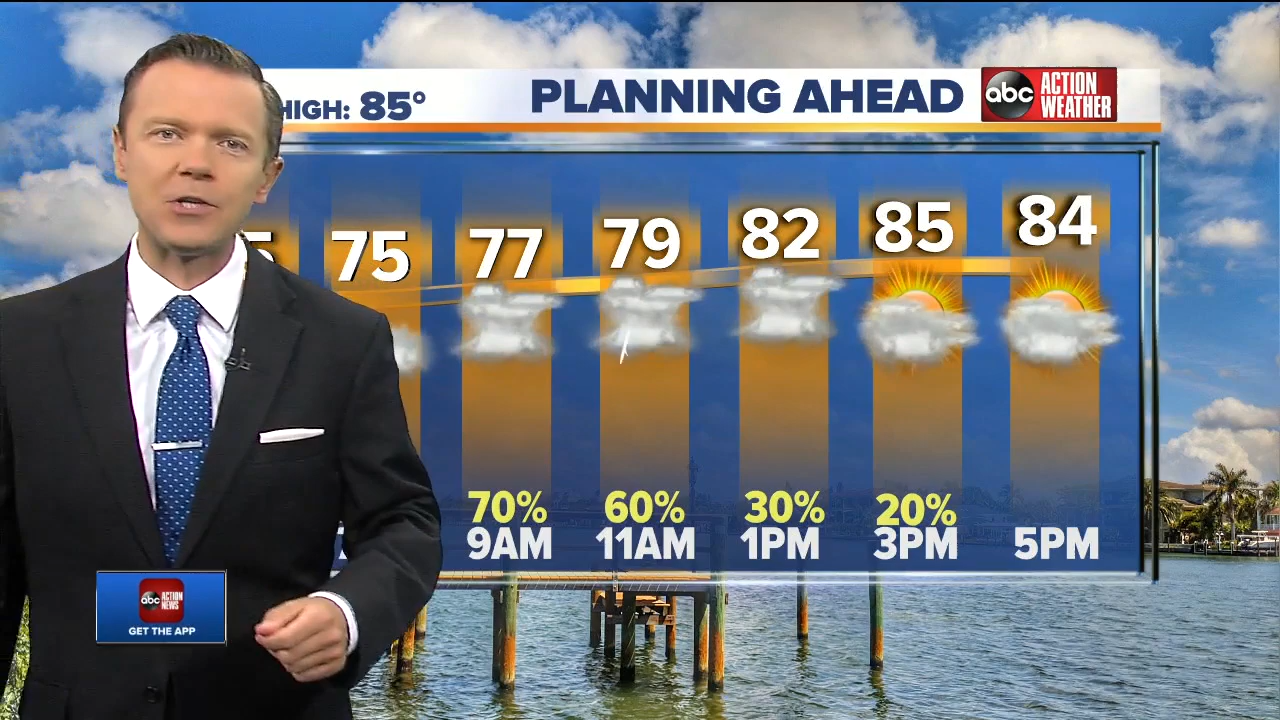 HIGH: 85°
PLANNING AHEAD
abc ACTION
WEATHER
75
77
79
82
85
84
70%
60%
30%
20%
9AM
11AM
1PM
3PM
5PM
abc ACTION
NEWS
GET THE APP